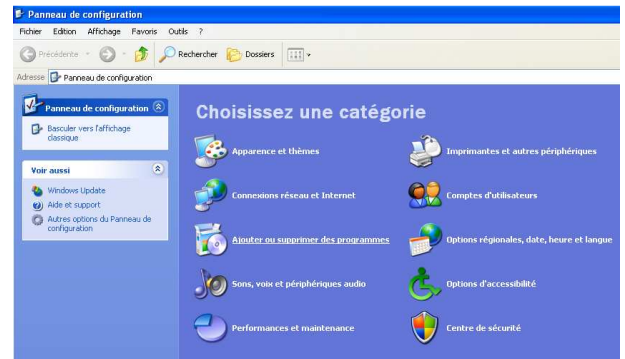 Panneau de configuration
Fichier Edition Affichage Favoris Outils ?
Précédente Rechercher Dossiers
Adresse Panneau de configuration
Panneau de configuration
Basculer vers l'affichage
classique
Voir aussi
Windows Update
Aide et support
Autres options du Panneau de
configuration
Choisissez une catégorie
Apparence et thèmes
Imprimantes et autres périphériques
Connexions réseau et Internet
Comptes d'utilisateurs
Ajouter ou supprimer des programmes
Options régionales, date, heure et langue
Sons, voix et périphériques audio
Options d'accessibilité
Performances et maintenance
Centre de sécurité